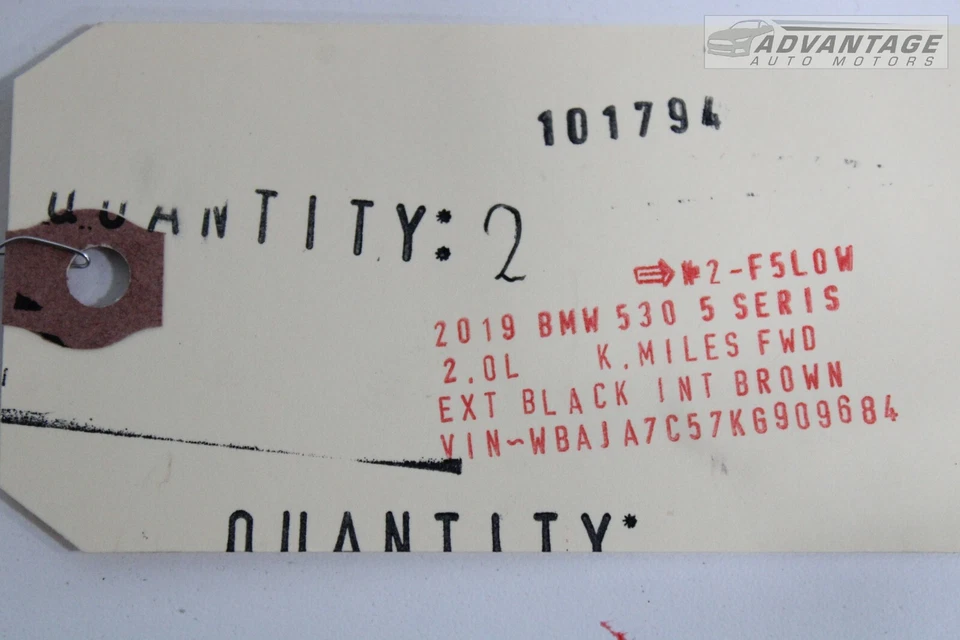 ADVANTAGE
AUTO MOTORS
101794
QUANTITY: 2
2-F5LOW
2019 BMW 530 5 SERIS
2.0L K.MILES FWD
EXT BLACK INT BROWN
VIN~WBAJA7C57KG909684
QUANTITY: